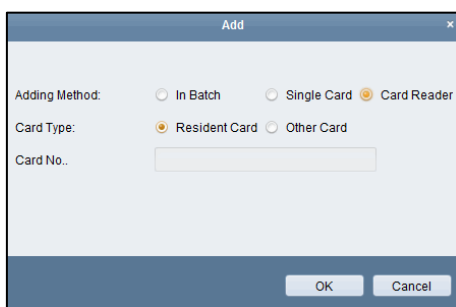 Add ×
Adding Method: In Batch Single Card Card Reader
Card Type: Resident Card Other Card
Card No..
OK Cancel